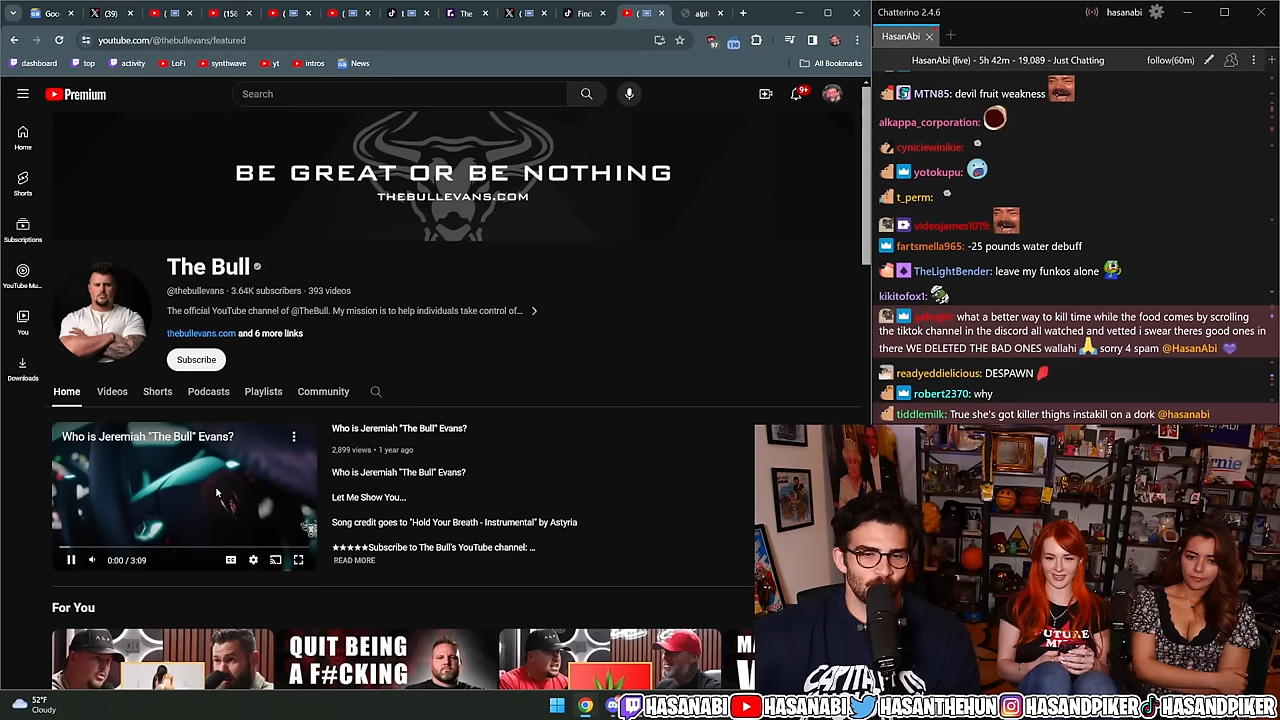 Goo
(39)
(
(158
(
(
t
The
(
Find
(
alph
youtube.com/@thebullevans/featured
97
130
dashboard
top
activity
LoFi
synthwave
yt
intros
News
All Bookmarks
Premium
Search
9+
Home
Shorts
Subscriptions
YouTube Mu...
You
Downloads
BE GREAT OR BE NOTHING
THEBULLEVANS.COM
The Bull
@thebullevans · 3.64K subscribers · 393 videos
The official YouTube channel of @TheBull. My mission is to help individuals take control of...
thebullevans.com and 6 more links
Subscribe
Home
Videos
Shorts
Podcasts
Playlists
Community
Who is Jeremiah "The Bull" Evans?
0:00 / 3:09
Who is Jeremiah "The Bull" Evans?
2,899 views • 1 year ago
Who is Jeremiah "The Bull" Evans?
Let Me Show You...
Song credit goes to "Hold Your Breath - Instrumental" by Astyria
★★★★★Subscribe to The Bull's YouTube channel: ...
READ MORE
For You
QUIT BEING
A F#CKING
52°F
Cloudy
Chatterino 2.4.6
hasanabi
HasanAbi
HasanAbi (live) - 5h 42m - 19,089 - Just Chatting
follow(60m)
MTN85: devil fruit weakness
alkappa_corporation:
cyniciewinikie:
yotokupu:
t_perm:
videojames1019:
fartsmella965: -25 pounds water debuff
TheLightBender: leave my funkos alone
kikitofox1:
what a better way to kill time while the food comes by scrolling
the tiktok channel in the discord all watched and vetted i swear theres good ones in
there WE DELETED THE BAD ONES wallahi sorry 4 spam @HasanAbi
readyeddielicious: DESPAWN
robert2370: why
tiddlemilk: True she's got killer thighs instakill on a dork @hasanabi
HASANABI
HASANABI
HASANTHEHUN
HASANDPIKER
HASANDPIKER